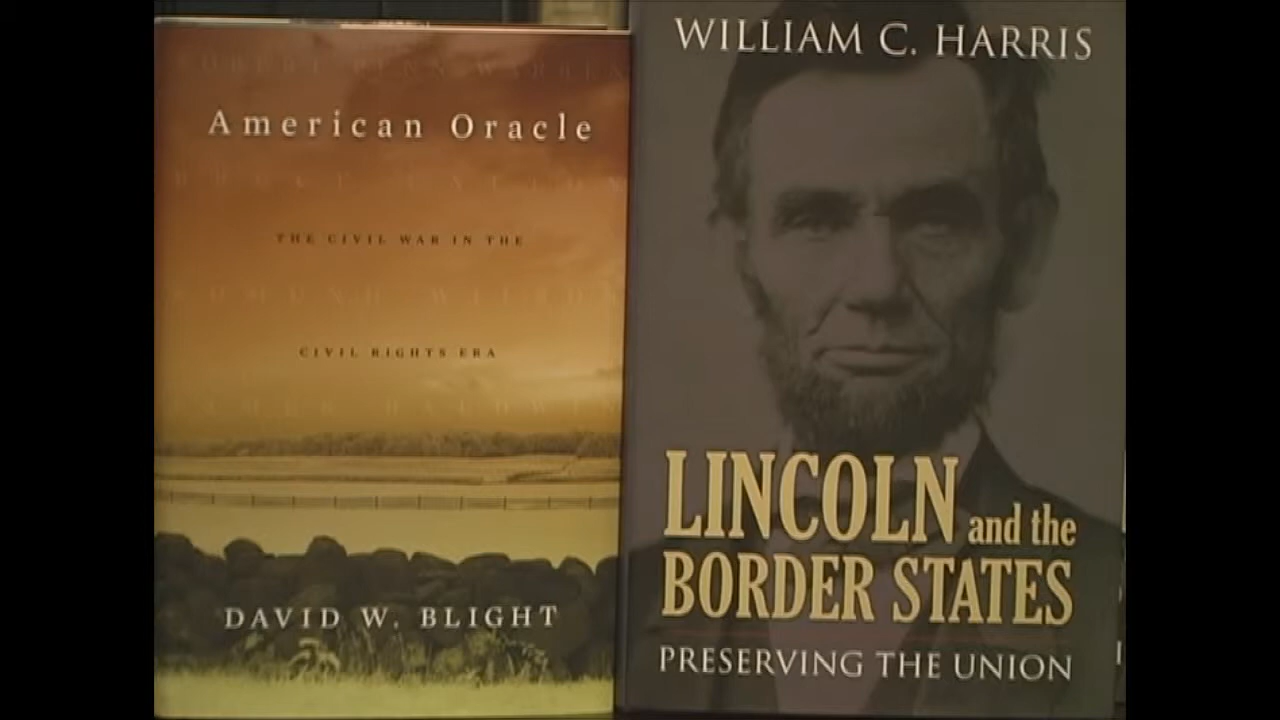 American Oracle
THE CIVIL WAR IN THE
CIVIL RIGHTS ERA
DAVID W. BLIGHT
WILLIAM C. HARRIS
LINCOLN and the
BORDER STATES
PRESERVING THE UNION